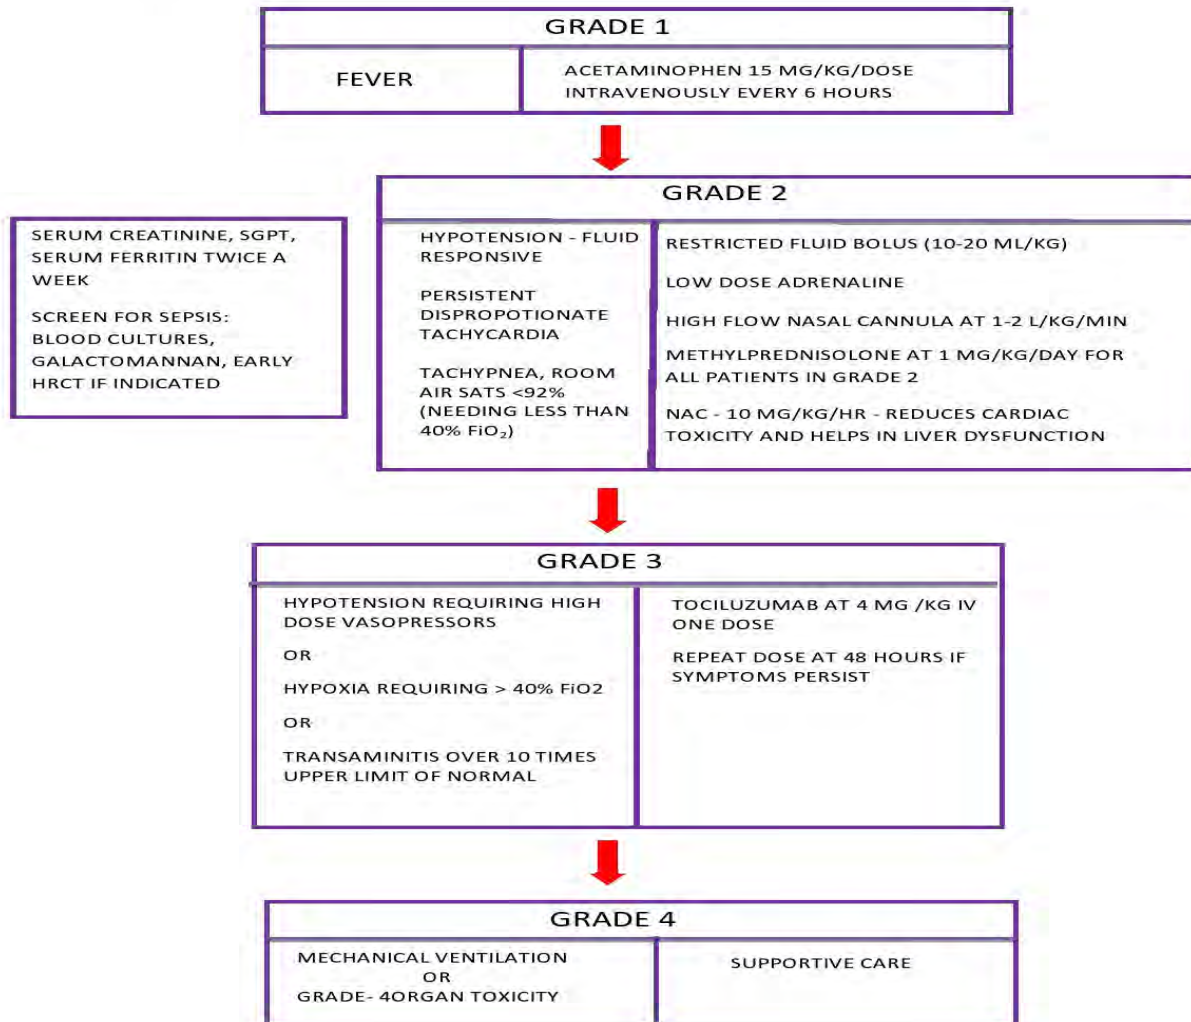 GRADE 1
FEVER
ACETAMINOPHEN 15 MG/KG/DOSE
INTRAVENOUSLY EVERY 6 HOURS
SERUM CREATININE, SGPT,
SERUM FERRITIN TWICE A
WEEK
SCREEN FOR SEPSIS:
BLOOD CULTURES,
GALACTOMANNAN, EARLY
HRCT IF INDICATED
GRADE 2
HYPOTENSION - FLUID
RESPONSIVE
PERSISTENT
DISPROPOTIONATE
TACHYCARDIA
TACHYPNEA, ROOM
AIR SATS <92%
(NEEDING LESS THAN
40% FiO₂)
RESTRICTED FLUID BOLUS (10-20 ML/KG)
LOW DOSE ADRENALINE
HIGH FLOW NASAL CANNULA AT 1-2 L/KG/MIN
METHYLPREDNISOLONE AT 1 MG/KG/DAY FOR
ALL PATIENTS IN GRADE 2
NAC - 10 MG/KG/HR - REDUCES CARDIAC
TOXICITY AND HELPS IN LIVER DYSFUNCTION
GRADE 3
HYPOTENSION REQUIRING HIGH
DOSE VASOPRESSORS
OR
HYPOXIA REQUIRING > 40% FiO2
OR
TRANSAMINITIS OVER 10 TIMES
UPPER LIMIT OF NORMAL
TOCILUZUMAB AT 4 MG /KG IV
ONE DOSE
REPEAT DOSE AT 48 HOURS IF
SYMPTOMS PERSIST
GRADE 4
MECHANICAL VENTILATION
OR
GRADE- 4ORGAN TOXICITY
SUPPORTIVE CARE